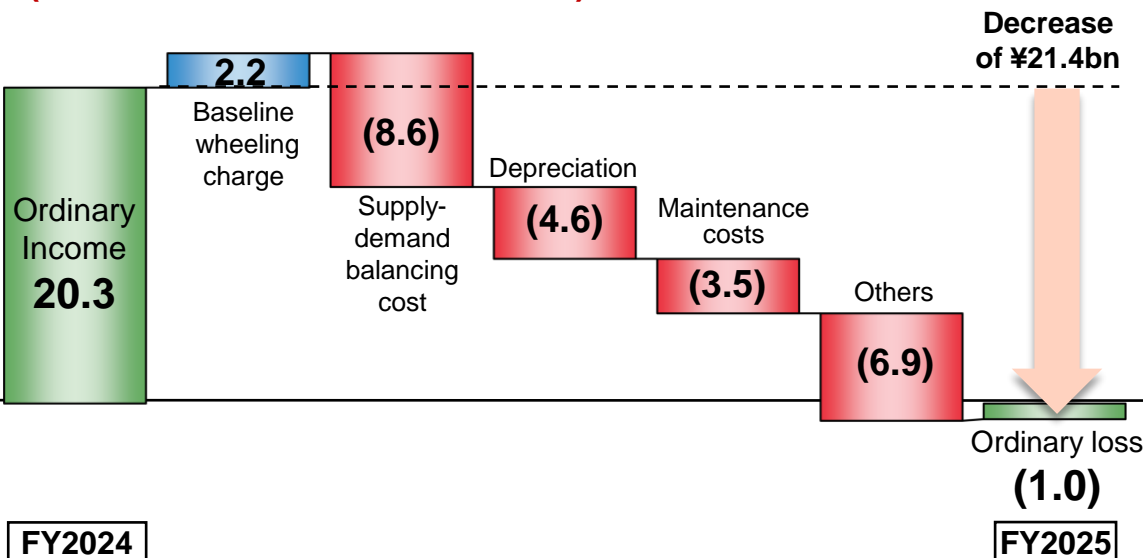 Decrease
of ¥21.4bn
2.2
Baseline
wheeling
charge
(8.6)
Supply-
demand
balancing
cost
Depreciation
(4.6)
Maintenance
costs
(3.5)
Others
(6.9)
Ordinary
Income
20.3
Ordinary loss
(1.0)
FY2024
FY2025